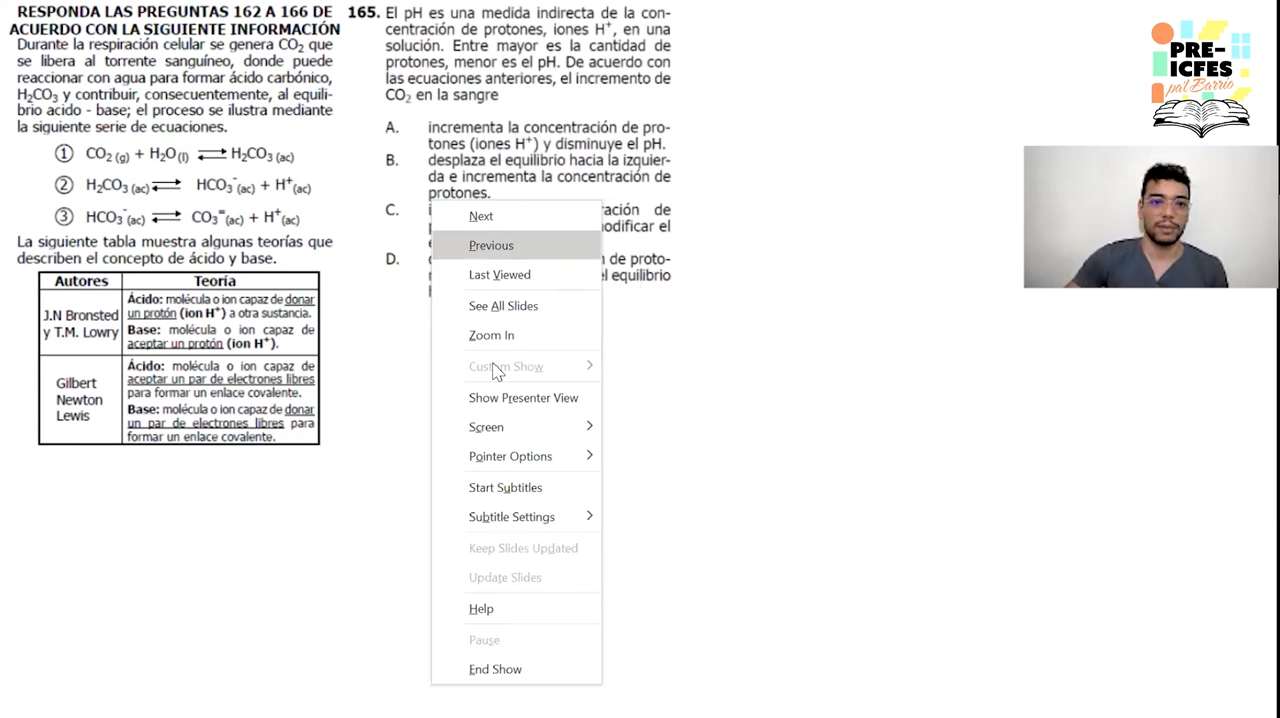 RESPONDA LAS PREGUNTAS 162 A 166 DE
ACUERDO CON LA SIGUIENTE INFORMACIÓN
Durante la respiración celular se genera CO₂ que
se libera al torrente sanguíneo, donde puede
reaccionar con agua para formar ácido carbónico,
H₂CO₃ y contribuir, consecuentemente, al equili-
brio acido - base; el proceso se ilustra mediante
la siguiente serie de ecuaciones.
① CO₂ (g) + H₂O (l) ⇌ H₂CO₃ (ac)
② H₂CO₃ (ac) ⇌ HCO₃⁻(ac) + H⁺(ac)
③ HCO₃⁻(ac) ⇌ CO₃⁼(ac) + H⁺(ac)
La siguiente tabla muestra algunas teorías que
describen el concepto de ácido y base.
Autores Teoría
J.N Bronsted
y T.M. Lowry
Ácido: molécula o ion capaz de donar
un protón (ion H⁺) a otra sustancia.
Base: molécula o ion capaz de
aceptar un protón (ion H⁺).
Gilbert
Newton
Lewis
Ácido: molécula o ion capaz de
aceptar un par de electrones libres
para formar un enlace covalente.
Base: molécula o ion capaz de donar
un par de electrones libres para
formar un enlace covalente.
165. El pH es una medida indirecta de la con-
centración de protones, iones H⁺, en una
solución. Entre mayor es la cantidad de
protones, menor es el pH. De acuerdo con
las ecuaciones anteriores, el incremento de
CO₂ en la sangre
A. incrementa la concentración de pro-
tones (iones H⁺) y disminuye el pH.
B. desplaza el equilibrio hacia la izquier-
da e incrementa la concentración de
protones.
C. ración de
odificar el
D. n de proto-
el equilibrio
Next
Previous
Last Viewed
See All Slides
Zoom In
Custom Show
Show Presenter View
Screen
Pointer Options
Start Subtitles
Subtitle Settings
Keep Slides Updated
Update Slides
Help
Pause
End Show
PRE-
ICFES
pa'l Barrio